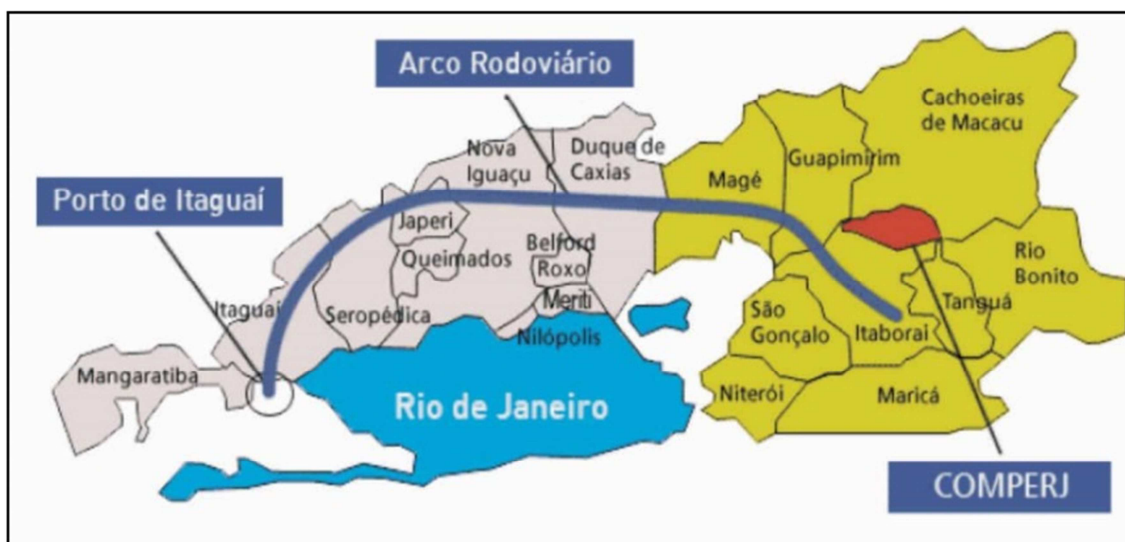 Arco Rodoviário
Porto de Itaguaí
Nova
Iguaçu
Duque de
Caxias
Magé
Guapimirim
Cachoeiras
de Macacu
Japeri
Queimados
Belford
Roxo
Meriti
Nilópolis
Itaguaí
Seropédica
Mangaratiba
Rio de Janeiro
São
Gonçalo
Itaborai
Tanguá
Rio
Bonito
Niterói
Maricá
COMPERJ